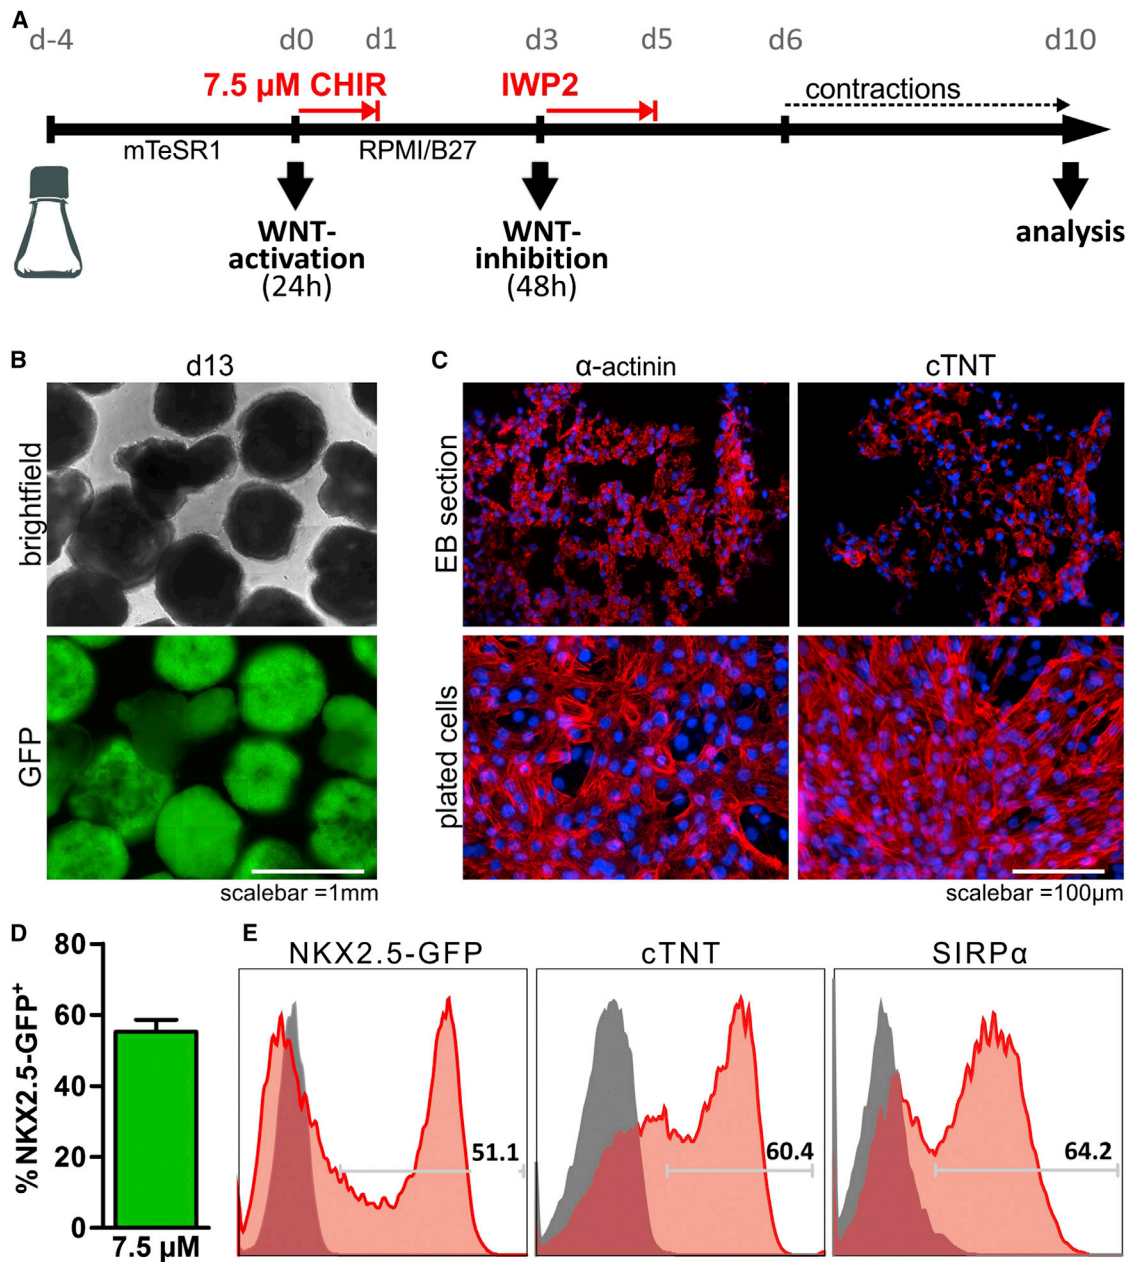 A
d-4 d0 d1 d3 d5 d6 d10
7.5 µM CHIR IWP2 contractions
mTeSR1 RPMI/B27
WNT-
activation
(24h)
WNT-
inhibition
(48h)
analysis
B
d13
brightfield
GFP
scalebar =1mm
C
α-actinin cTNT
EB section
plated cells
scalebar =100µm
D
% NKX2.5-GFP+
80
60
40
20
0
7.5 µM
E
NKX2.5-GFP cTNT SIRPα
51.1 60.4 64.2